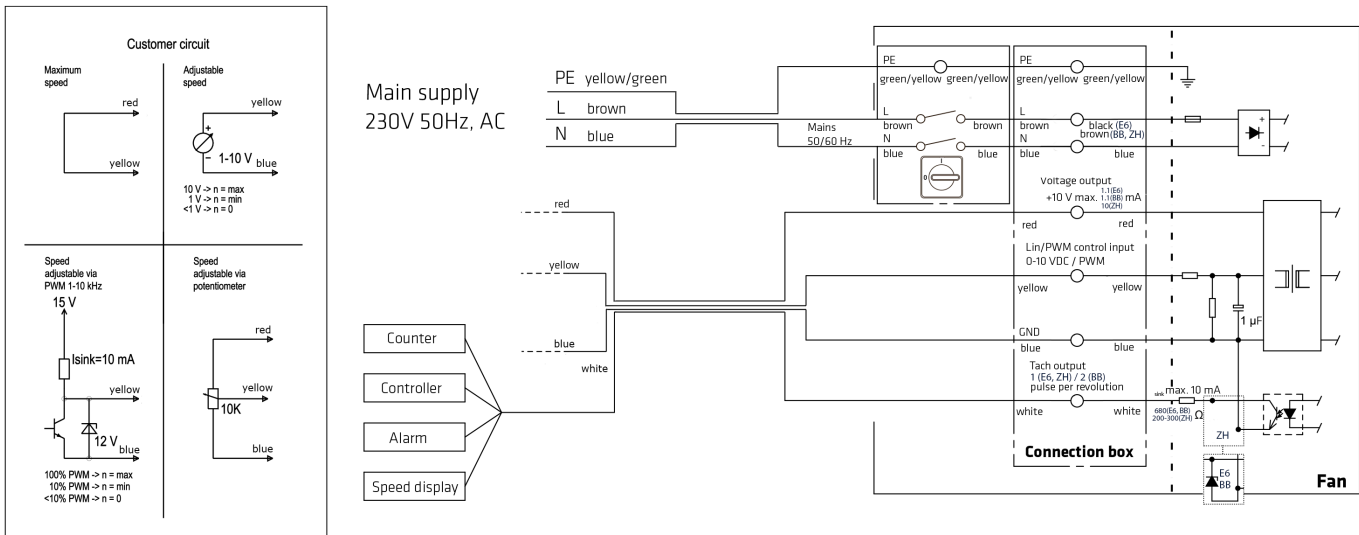 Customer circuit
Maximum
speed
red
yellow
Adjustable
speed
yellow
+
-
1-10 V
blue
10 V -> n = max
1 V -> n = min
<1 V -> n = 0
Speed
adjustable via
PWM 1-10 kHz
15 V
Isink=10 mA
yellow
12 V
blue
100% PWM -> n = max
10% PWM -> n = min
<10% PWM -> n = 0
Speed
adjustable via
potentiometer
red
yellow
10K
blue
Main supply
230V 50Hz, AC
PE yellow/green
L brown
N blue
Mains
50/60 Hz
PE
green/yellow green/yellow
L
brown brown
N
blue blue
I
0
PE
green/yellow green/yellow
L
brown black (E6)
brown(BB, ZH)
N
blue blue
+
-
Voltage output
+10 V max. 1.1(E6) 1.1(BB) 10(ZH) mA
red red
Lin/PWM control input
0-10 VDC / PWM
yellow yellow
1 µF
GND
blue blue
Tach output
1 (E6, ZH) / 2 (BB)
pulse per revolution
white white
sink max. 10 mA
680(E6, BB)
200-300(ZH) Ω
ZH
E6
BB
Connection box
Fan
red
yellow
blue
white
Counter
Controller
Alarm
Speed display